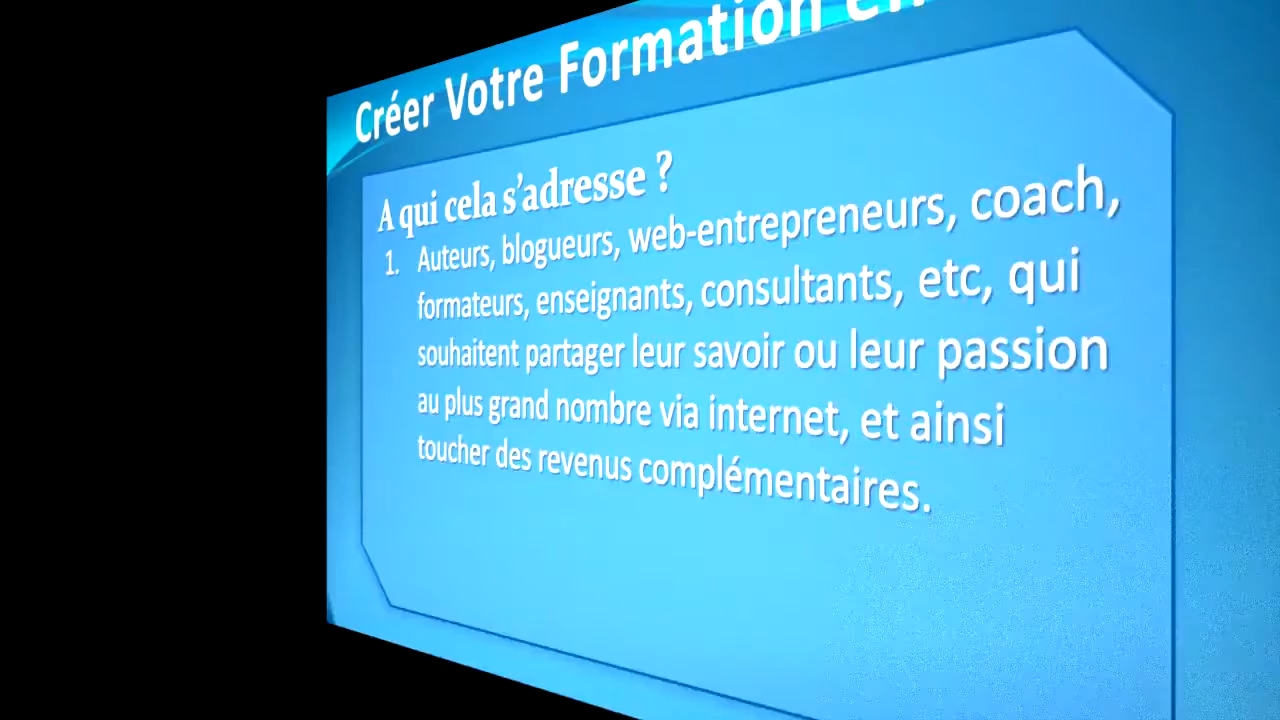 Créer Votre Formation en
A qui cela s’adresse ?
1. Auteurs, blogueurs, web-entrepreneurs, coach,
formateurs, enseignants, consultants, etc, qui
souhaitent partager leur savoir ou leur passion
au plus grand nombre via internet, et ainsi
toucher des revenus complémentaires.